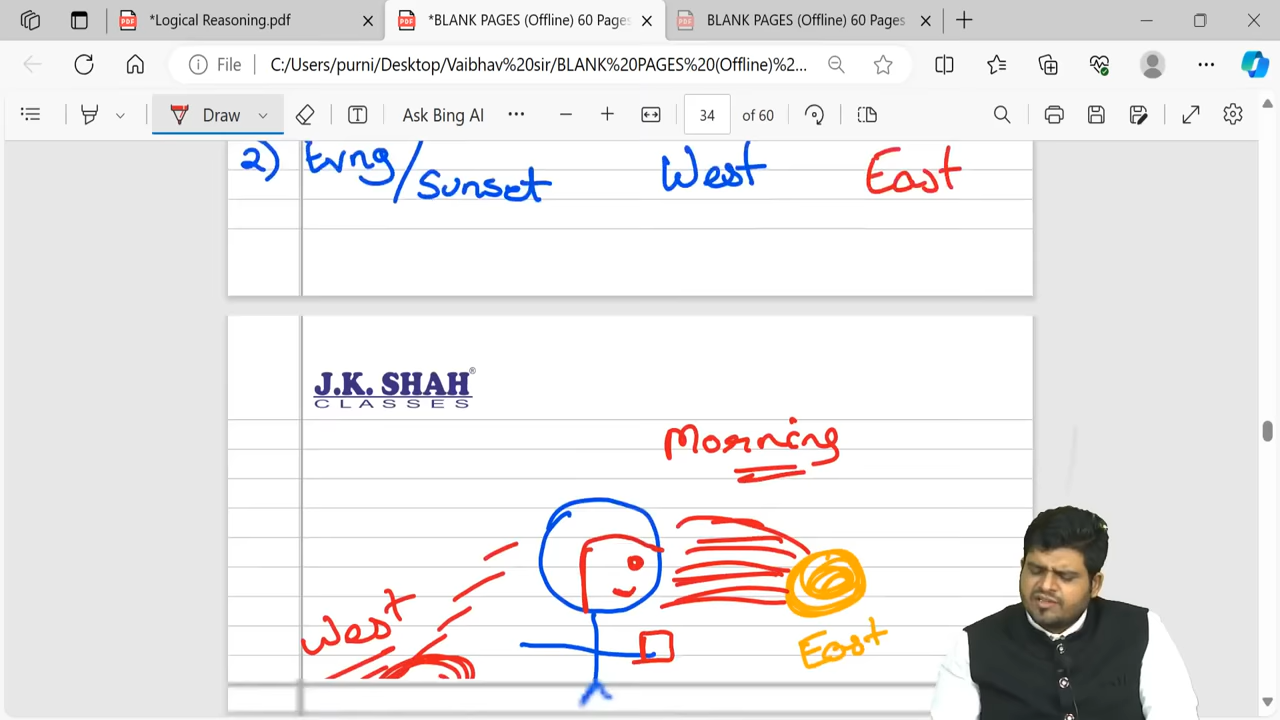 *Logical Reasoning.pdf
*BLANK PAGES (Offline) 60 Pages
BLANK PAGES (Offline) 60 Pages
File
C:/Users/purni/Desktop/Vaibhav%20sir/BLANK%20PAGES%20(Offline)%2...
Draw
Ask Bing AI
34 of 60
2) Evng/Sunset West East
J.K. SHAH®
CLASSES
Morning
West
East